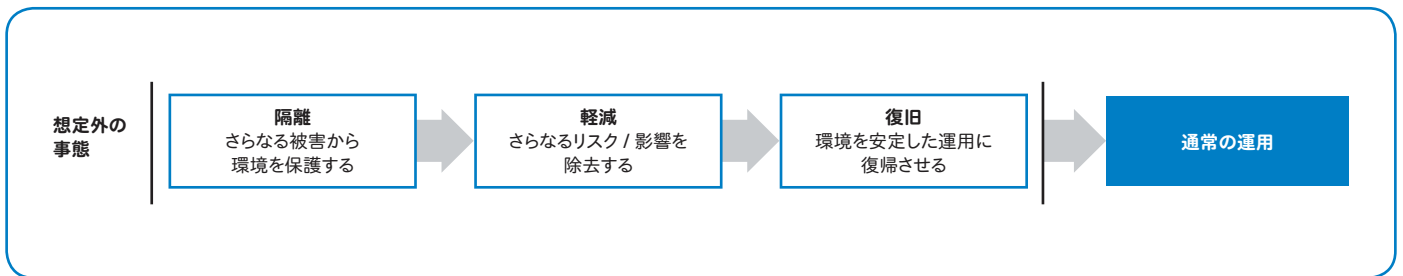 想定外の
事態
隔離
さらなる被害から
環境を保護する
軽減
さらなるリスク / 影響を
除去する
復旧
環境を安定した運用に
復帰させる
通常の運用